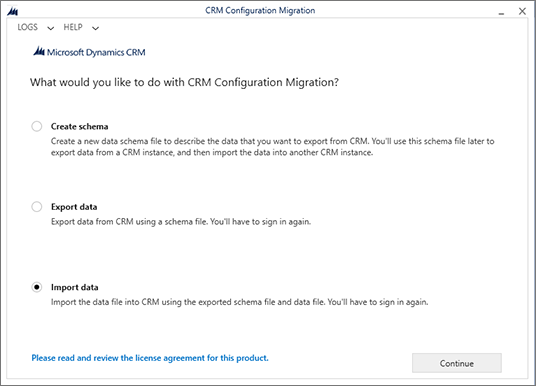 CRM Configuration Migration
LOGS HELP
Microsoft Dynamics CRM
What would you like to do with CRM Configuration Migration?
Create schema
Create a new data schema file to describe the data that you want to export from CRM. You'll use this schema file later to
export data from a CRM instance, and then import the data into another CRM instance.
Export data
Export data from CRM using a schema file. You'll have to sign in again.
Import data
Import the data file into CRM using the exported schema file and data file. You'll have to sign in again.
Please read and review the license agreement for this product.
Continue